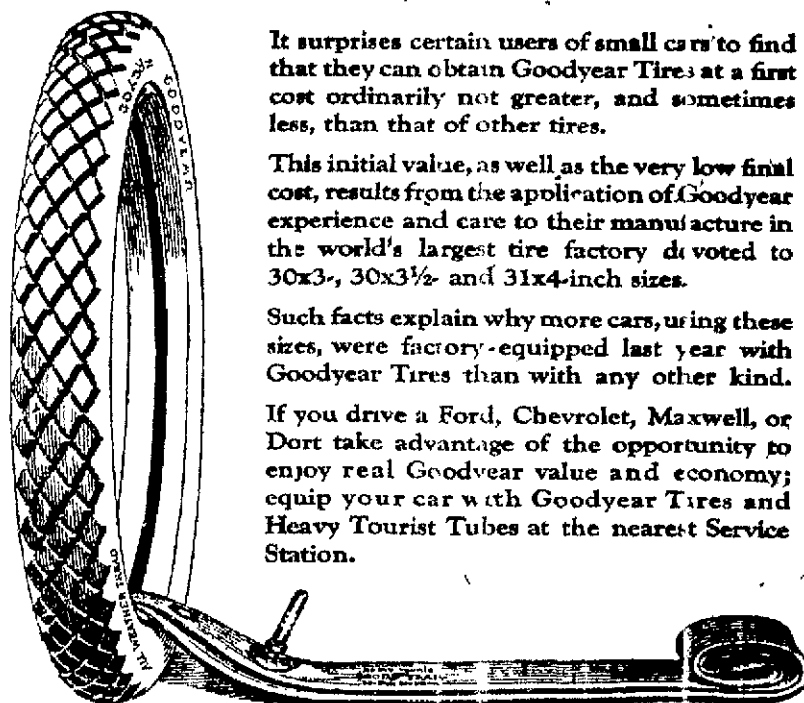 It surprises certain users of small cars to find
that they can obtain Goodyear Tires at a first
cost ordinarily not greater, and sometimes
less, than that of other tires.
This initial value, as well as the very low final
cost, results from the application of Goodyear
experience and care to their manufacture in
the world's largest tire factory devoted to
30x3-, 30x3½- and 31x4-inch sizes.
Such facts explain why more cars, using these
sizes, were factory-equipped last year with
Goodyear Tires than with any other kind.
If you drive a Ford, Chevrolet, Maxwell, or
Dort take advantage of the opportunity to
enjoy real Goodyear value and economy;
equip your car with Goodyear Tires and
Heavy Tourist Tubes at the nearest Service
Station.
GOODYEAR
ALL WEATHER TREAD